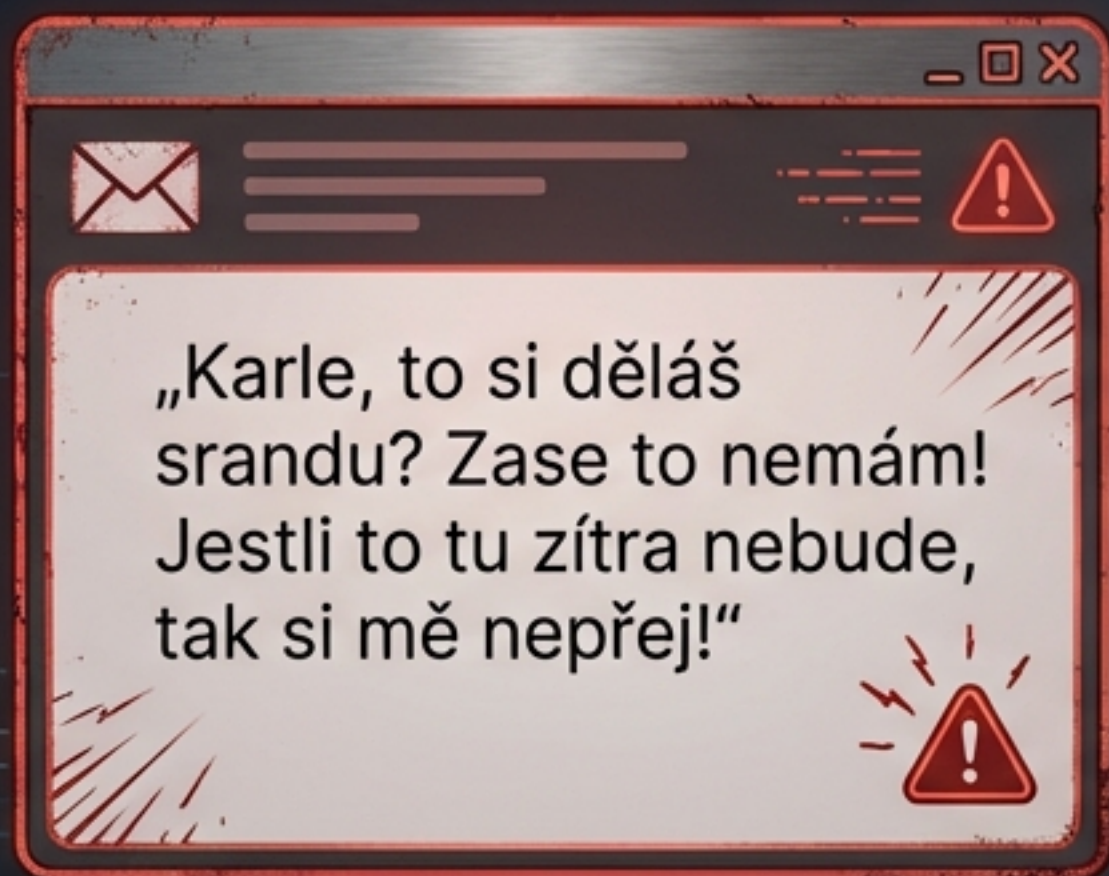 „Karle, to si děláš
srandu? Zase to nemám!
Jestli to tu zítra nebude,
tak si mě nepřej!“